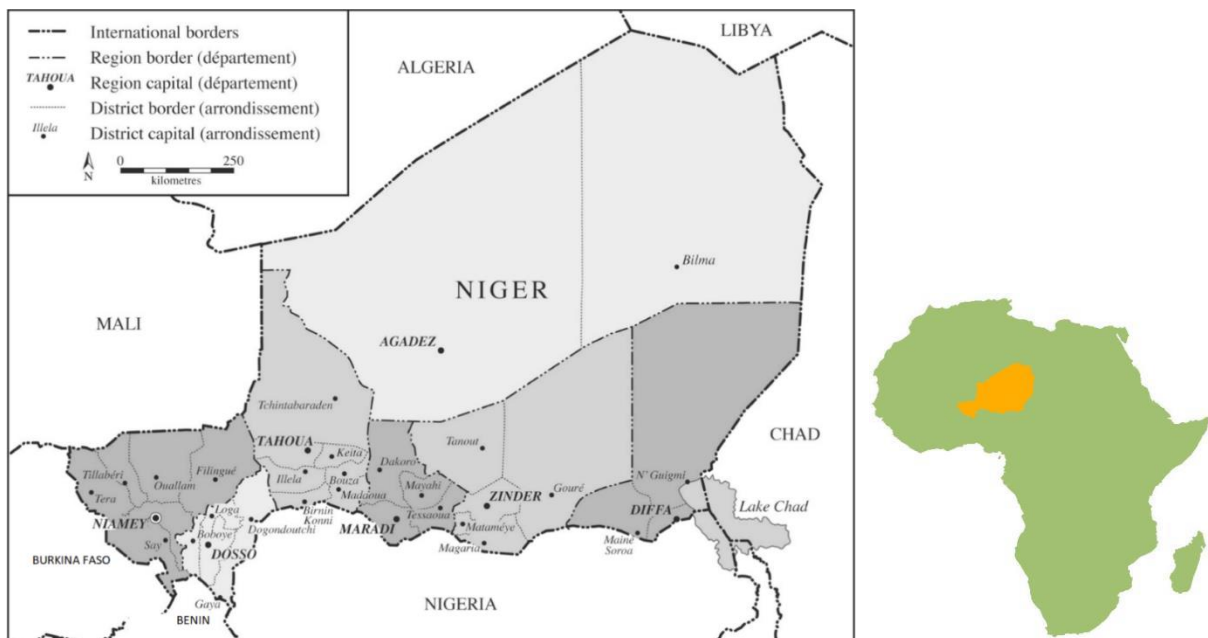 International borders
Region border (département)
TAHOUA
Region capital (département)
District border (arrondissement)
Illela
District capital (arrondissement)
N
0
250
kilometres
LIBYA
ALGERIA
Bilma
NIGER
MALI
AGADEZ
Tchintabaraden
CHAD
TAHOUA
Keita
Tanout
Dakoro
Tillabéri
Filingué
Illela
Bouza
N'Guigmi
Ouallam
Tera
Mayahi
Gouré
Madaoua
ZINDER
Lake Chad
Loga
Birnin
Konni
Tessaoua
NIAMEY
DIFFA
Dogondoutchi
MARADI
Matamèye
Boboye
Say
DOSSO
Magaria
Mainé
Soroa
BURKINA FASO
Gaya
NIGERIA
BENIN